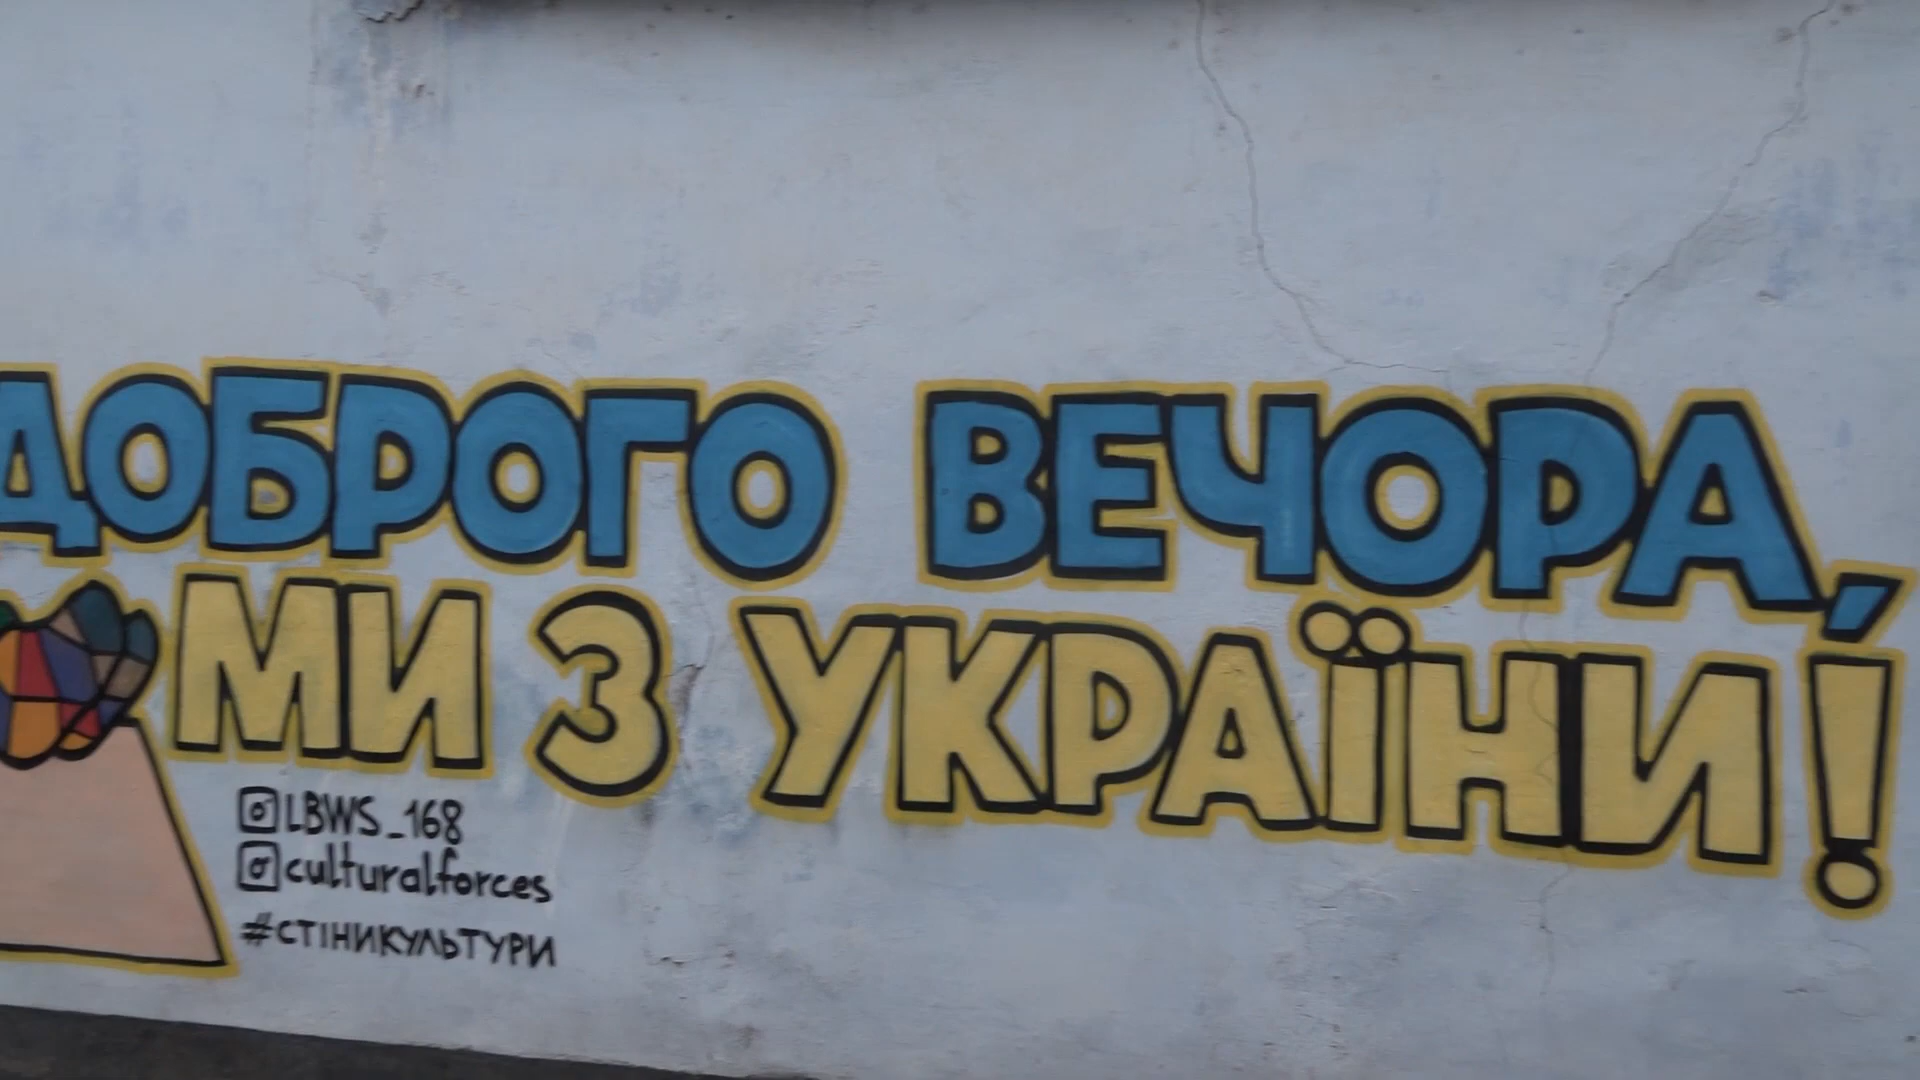 ДОБРОГО ВЕЧОРА,
МИ З УКРАЇНИ!
LBWS_168
culturalforces
#СТІНИКУЛЬТУРИ